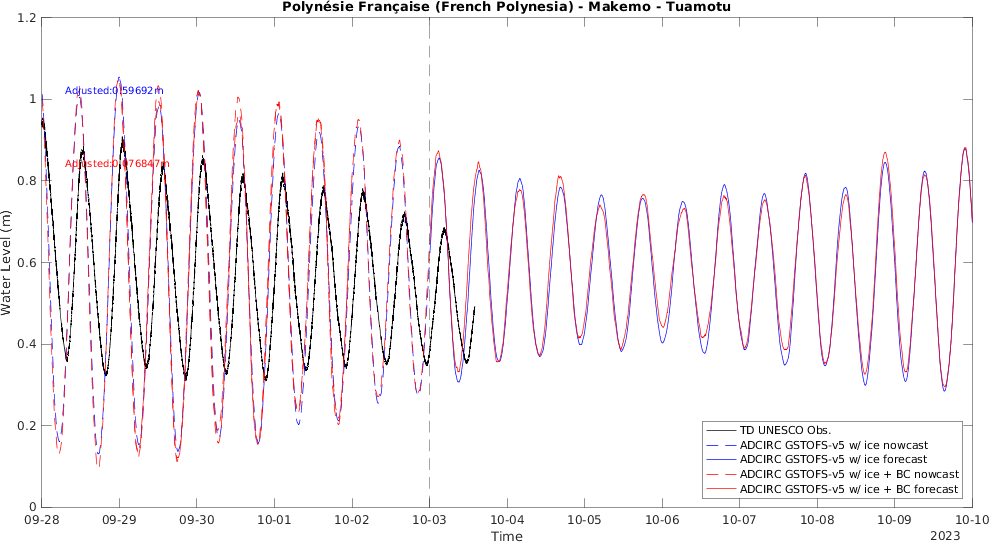 Polynésie Française (French Polynesia) - Makemo - Tuamotu
1.2
1
0.8
0.6
0.4
0.2
0
Water Level (m)
Adjusted:0.59692m
Adjusted:0.076847m
TD UNESCO Obs.
ADCIRC GSTOFS-v5 w/ ice nowcast
ADCIRC GSTOFS-v5 w/ ice forecast
ADCIRC GSTOFS-v5 w/ ice + BC nowcast
ADCIRC GSTOFS-v5 w/ ice + BC forecast
09-28 09-29 09-30 10-01 10-02 10-03 10-04 10-05 10-06 10-07 10-08 10-09 10-10
Time
2023